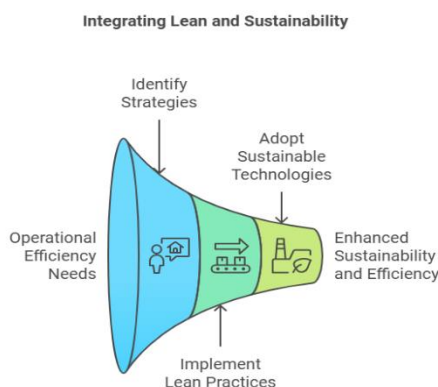 Integrating Lean and Sustainability
Identify
Strategies
Adopt
Sustainable
Technologies
Operational
Efficiency
Needs
Enhanced
Sustainability
and Efficiency
Implement
Lean Practices